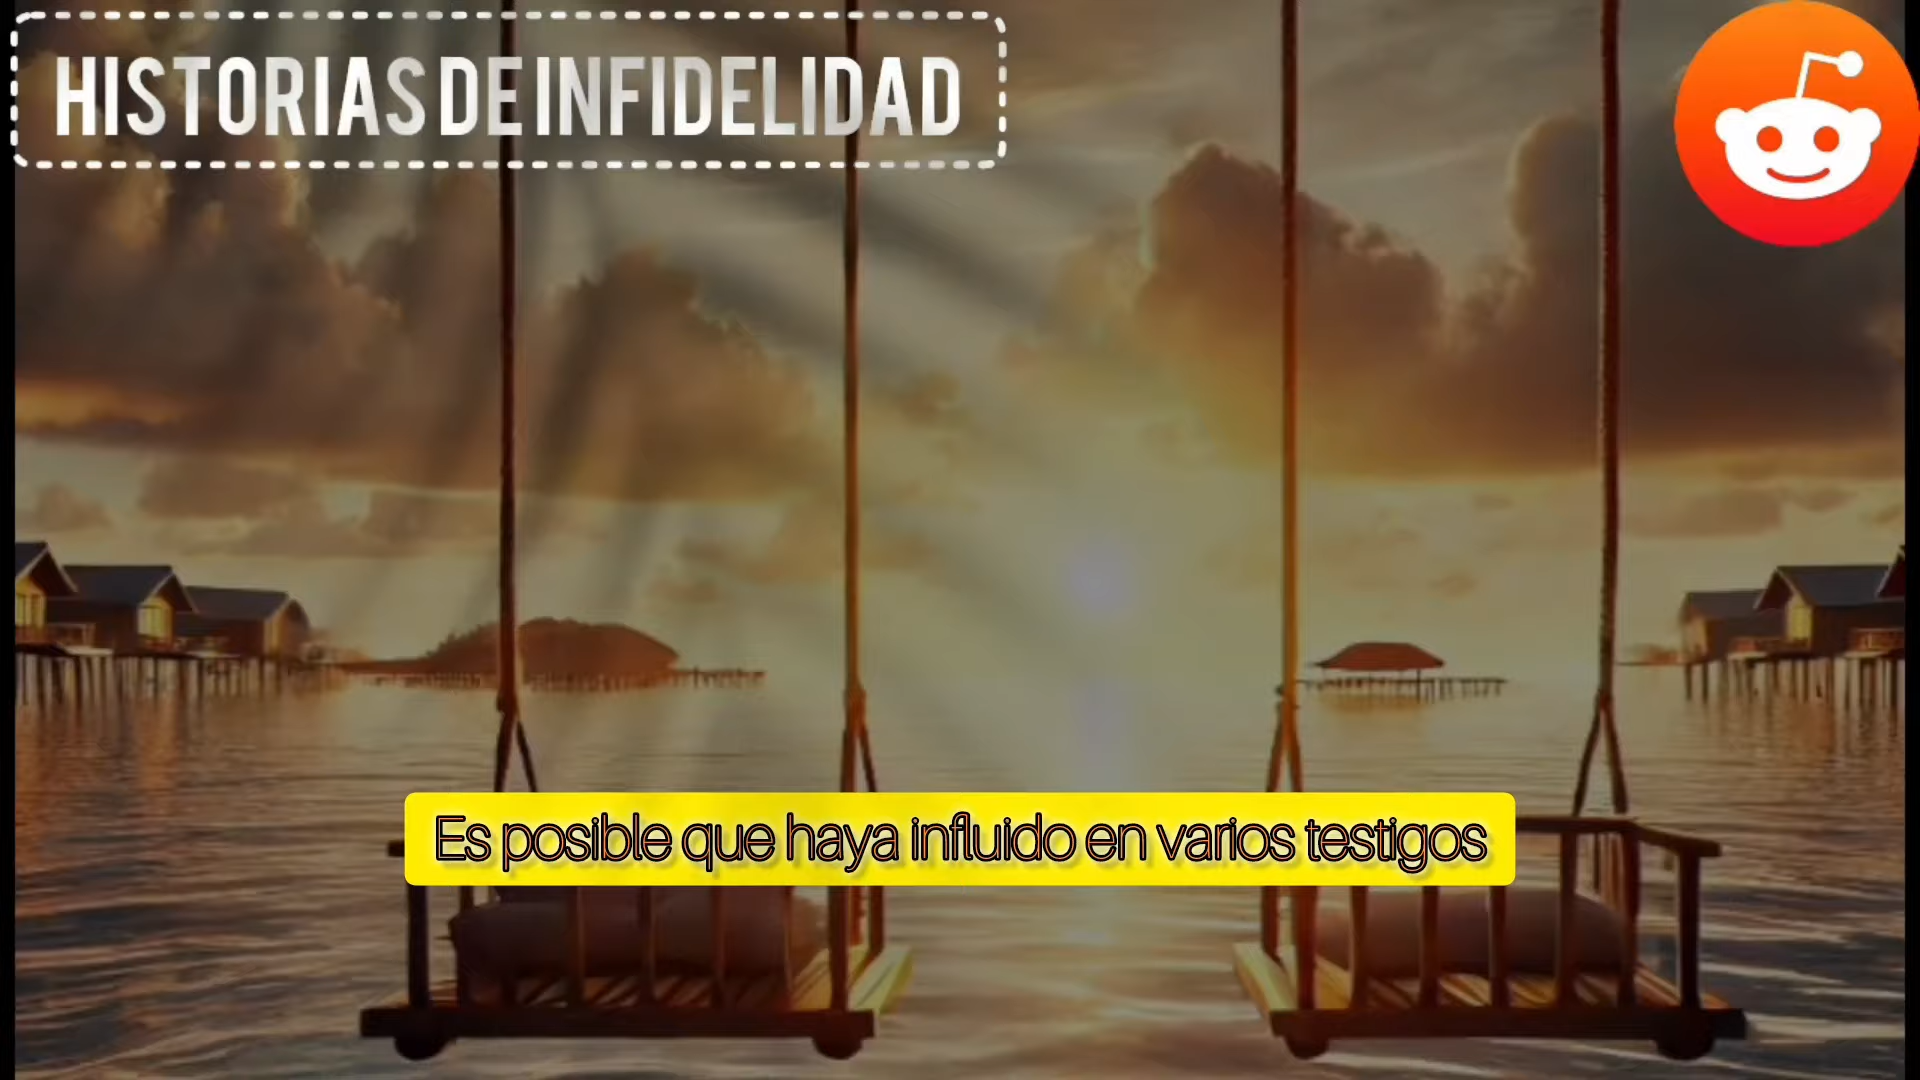 HISTORIAS DE INFIDELIDAD
Es posible que haya influido en varios testigos